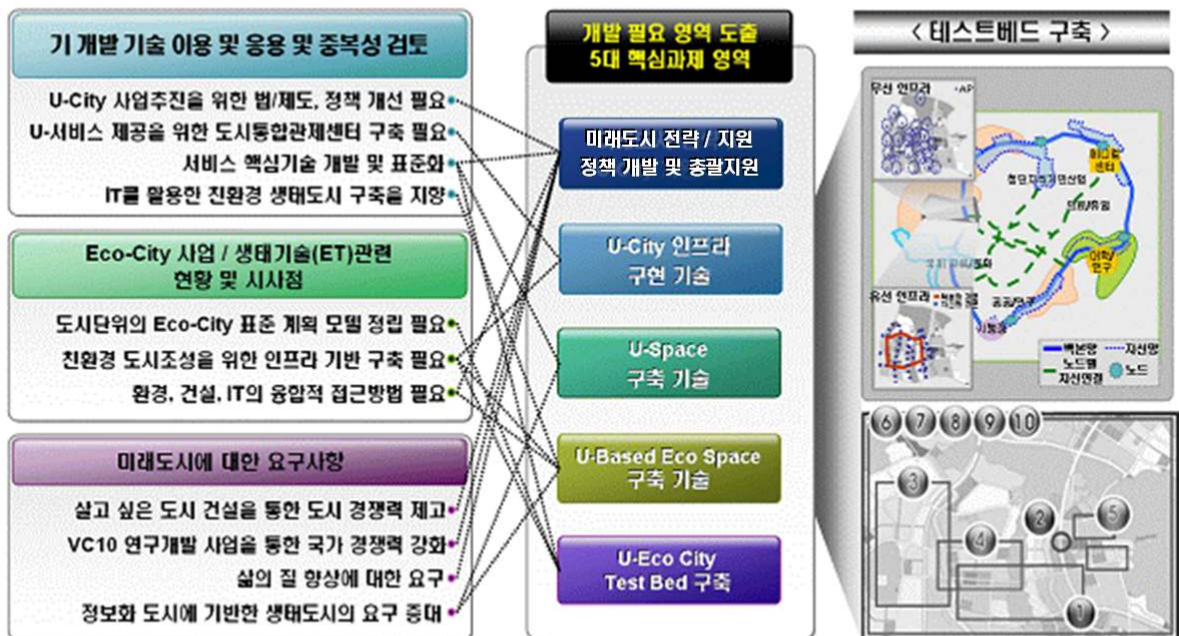 기 개발 기술 이용 및 응용 및 중복성 검토
U-City 사업추진을 위한 법/제도, 정책 개선 필요
U-서비스 제공을 위한 도시통합관제센터 구축 필요
서비스 핵심기술 개발 및 표준화
IT를 활용한 친환경 생태도시 구축을 지향
Eco-City 사업 / 생태기술(ET)관련
현황 및 시사점
도시단위의 Eco-City 표준 계획 모델 정립 필요
친환경 도시조성을 위한 인프라 기반 구축 필요
환경, 건설, IT의 융합적 접근방법 필요
미래도시에 대한 요구사항
살고 싶은 도시 건설을 통한 도시 경쟁력 제고
VC10 연구개발 사업을 통한 국가 경쟁력 강화
삶의 질 향상에 대한 요구
정보화 도시에 기반한 생태도시의 요구 증대
개발 필요 영역 도출
5대 핵심과제 영역
미래도시 전략 / 지원
정책 개발 및 총괄지원
U-City 인프라
구현 기술
U-Space
구축 기술
U-Based Eco Space
구축 기술
U-Eco City
Test Bed 구축
< 테스트베드 구축 >
무선 인프라
AP
센터
유선 인프라
백본망
자선망
노드별
자선연결
노드
6 7 8 9 10
3
2
5
4
1